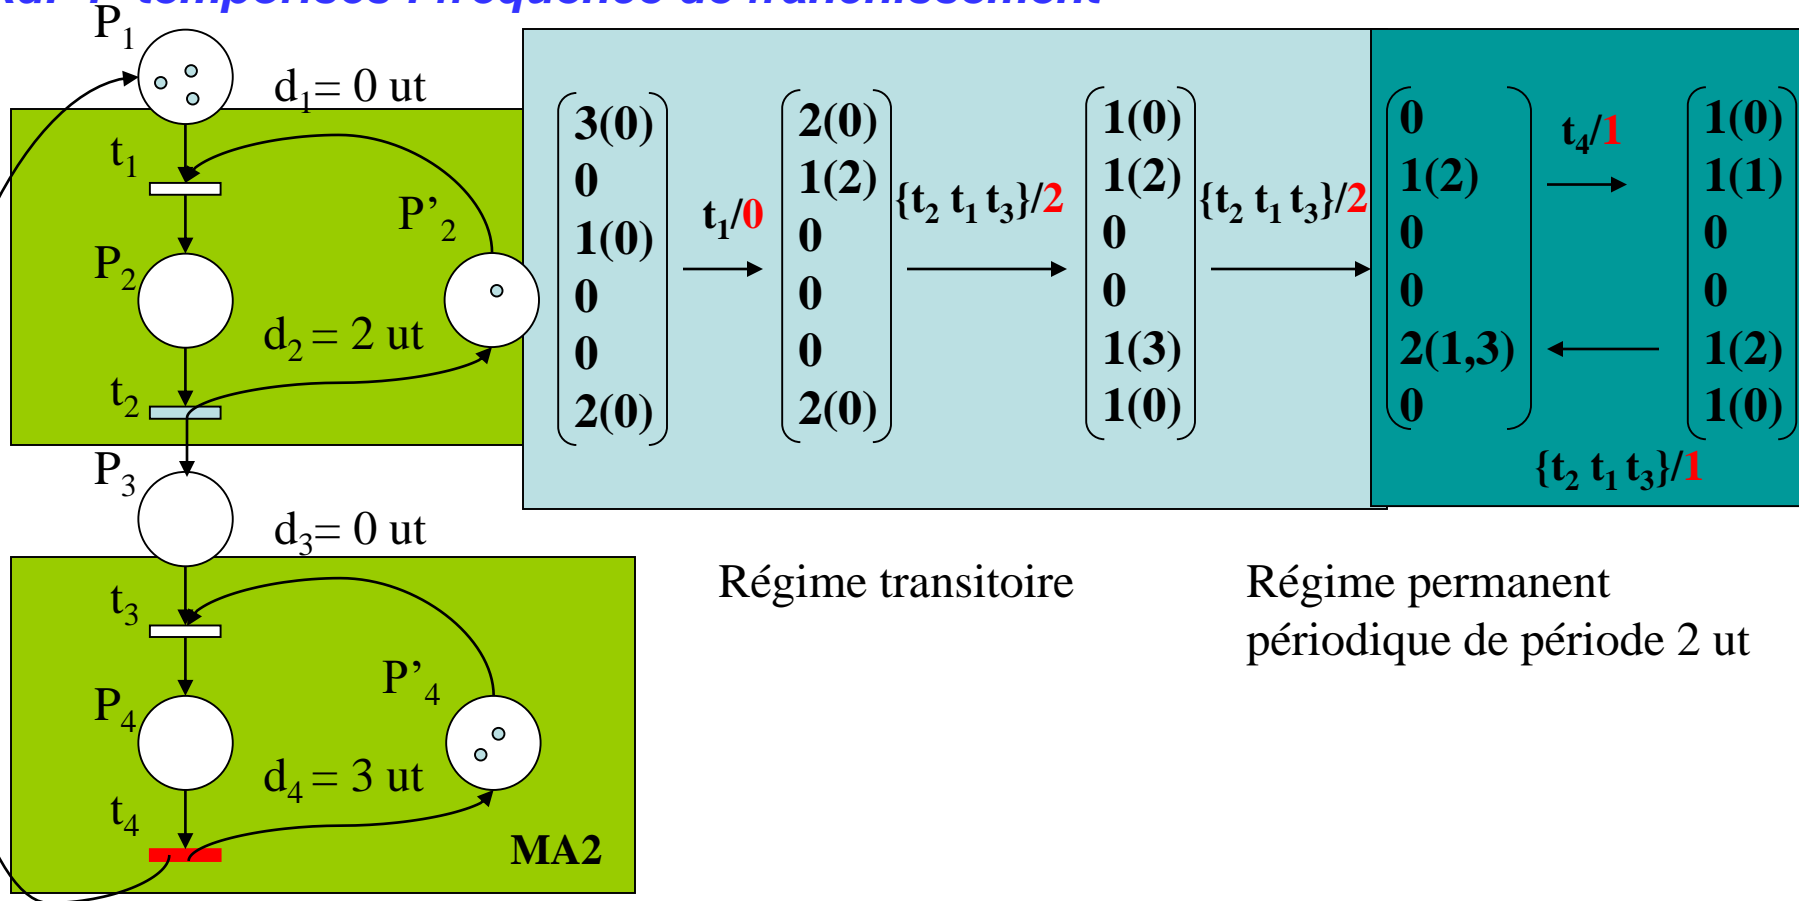 RdP P-temporisés : fréquence de franchissement
P1
d1= 0 ut
t1
P’2
P2
d2 = 2 ut
t2
P3
d3= 0 ut
t3
P’4
P4
d4 = 3 ut
t4
MA2
3(0)
0
1(0)
0
0
2(0)
t1/0
2(0)
1(2)
0
0
0
2(0)
{t2 t1 t3}/2
1(0)
1(2)
0
0
1(3)
1(0)
{t2 t1 t3}/2
0
1(2)
0
0
2(1,3)
0
t4/1
1(0)
1(1)
0
0
1(2)
1(0)
{t2 t1 t3}/1
Régime transitoire
Régime permanent
périodique de période 2 ut